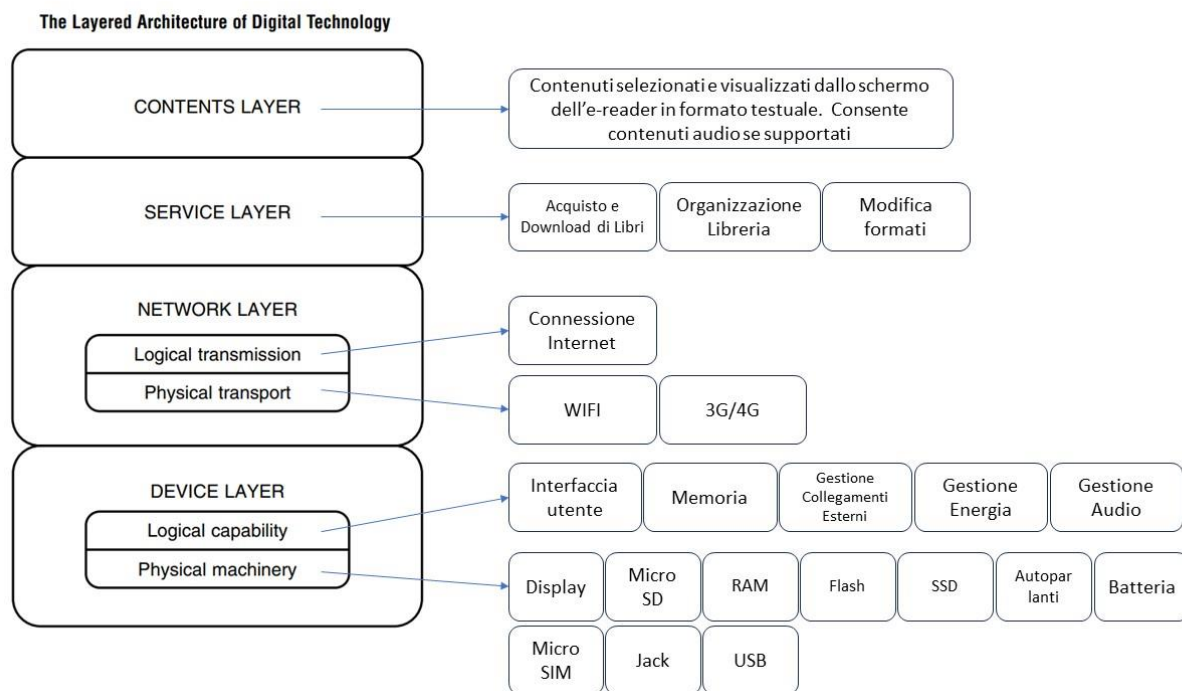 The Layered Architecture of Digital Technology
CONTENTS LAYER
Contenuti selezionati e visualizzati dallo schermo
dell'e-reader in formato testuale.  Consente
contenuti audio se supportati
SERVICE LAYER
Acquisto e
Download di Libri
Organizzazione
Libreria
Modifica
formati
NETWORK LAYER
Logical transmission
Physical transport
Connessione
Internet
WIFI
3G/4G
DEVICE LAYER
Logical capability
Physical machinery
Interfaccia
utente
Memoria
Gestione
Collegamenti
Esterni
Gestione
Energia
Gestione
Audio
Display
Micro
SD
RAM
Flash
SSD
Autopar
lanti
Batteria
Micro
SIM
Jack
USB